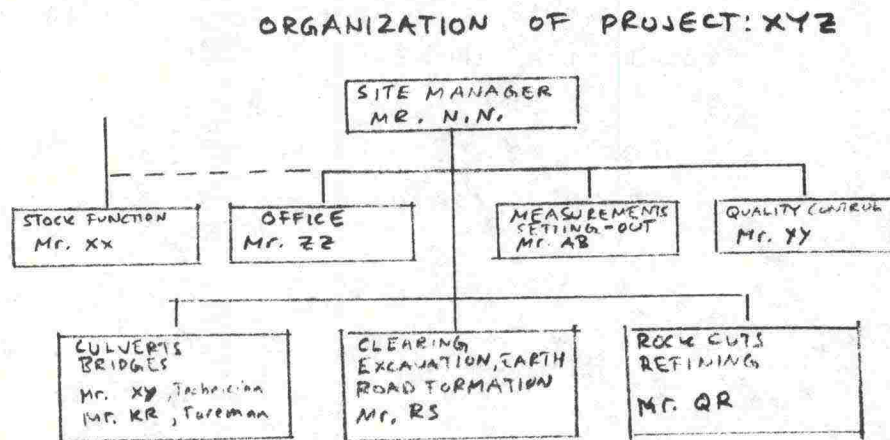 ORGANIZATION OF PROJECT: XYZ
SITE MANAGER
MR. N.N.
STOCK FUNCTION
Mr. XX
OFFICE
Mr. ZZ
MEASUREMENTS
SETTING-OUT
Mr. AB
QUALITY CONTROL
Mr. YY
CULVERTS
BRIDGES
Mr. XY, Technician
Mr. KR, Foreman
CLEARING
EXCAVATION, EARTH
ROAD FORMATION
Mr. RS
ROCK CUTS
REFINING
Mr. QR